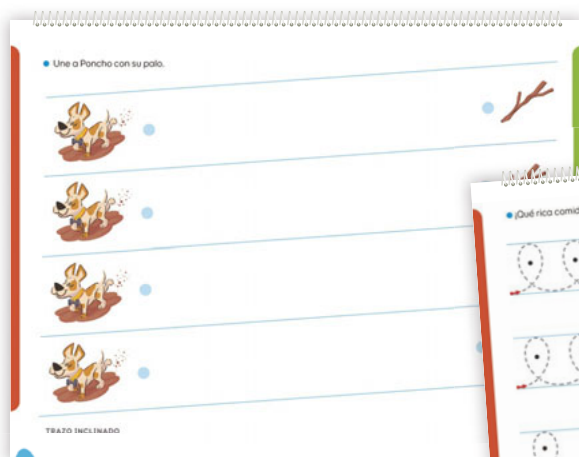 Une a Poncho con su palo.
¡Qué rica comid
TRAZO INCLINADO